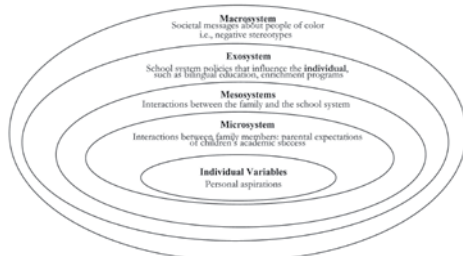 Macrosystem
Societal messages about people of color
i.e., negative stereotypes
Exosystem
School system policies that influence the individual,
such as bilingual education, enrichment programs
Mesosystems
Interactions between the family and the school system
Microsystem
Interactions between family members: parental expectations
of children's academic success
Individual Variables
Personal aspirations